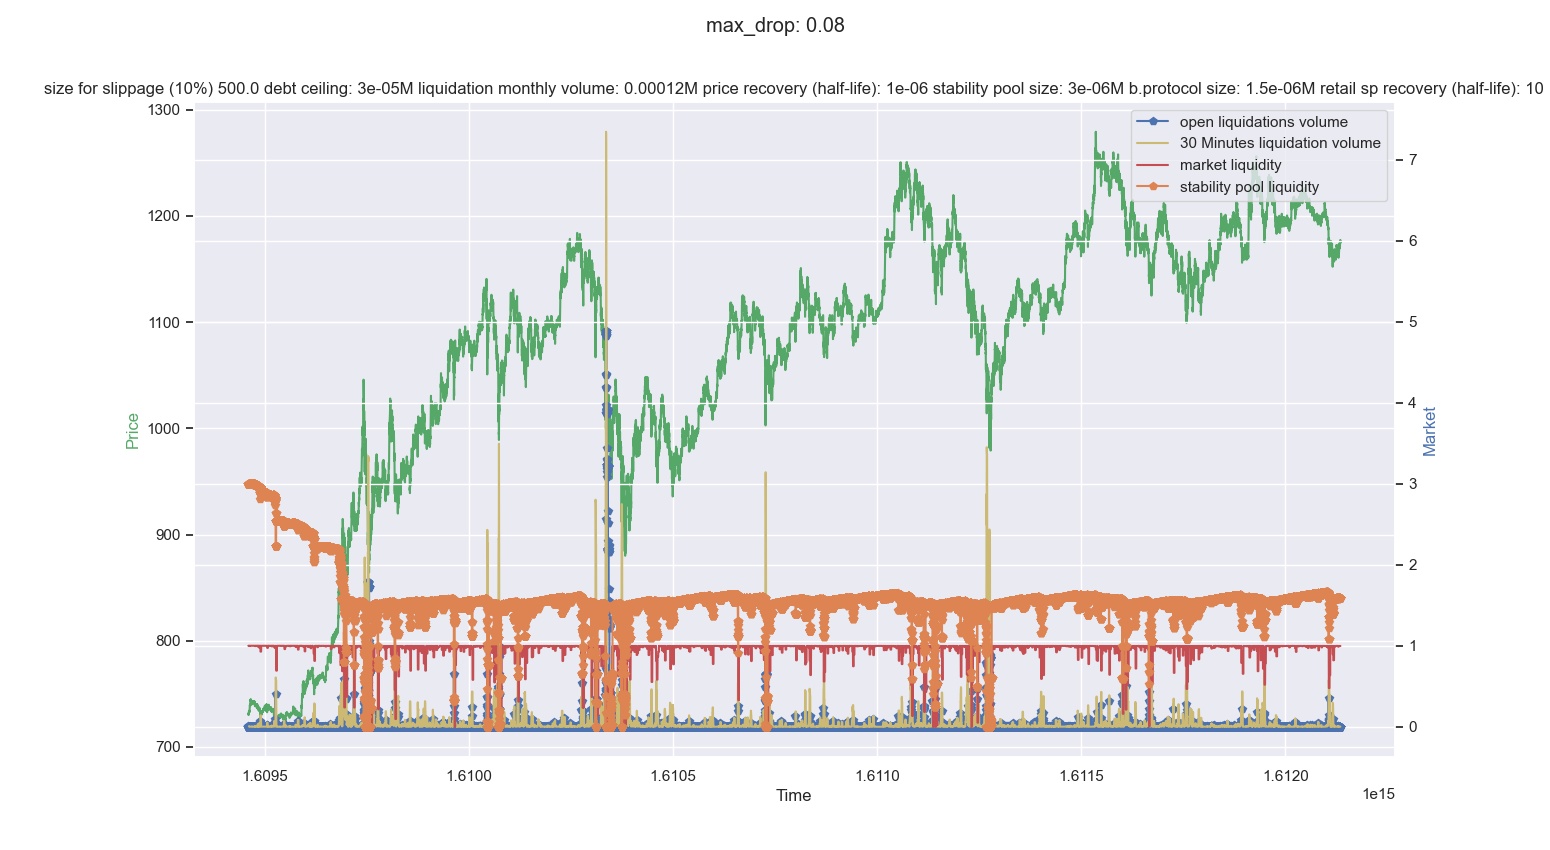 max_drop: 0.08
size for slippage (10%) 500.0 debt ceiling: 3e-05M liquidation monthly volume: 0.00012M price recovery (half-life): 1e-06 stability pool size: 3e-06M b.protocol size: 1.5e-06M retail sp recovery (half-life): 10
open liquidations volume
30 Minutes liquidation volume
market liquidity
stability pool liquidity
Price
1300
1200
1100
1000
900
800
700
7
6
5
4
3
2
1
0
Market
1.6095
1.6100
1.6105
1.6110
1.6115
1.6120
Time
1e15